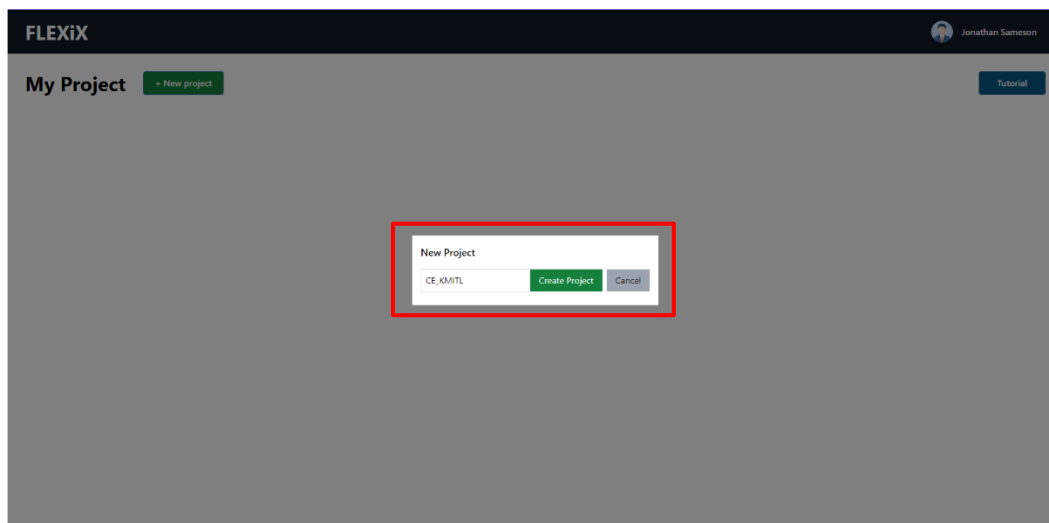 FLEXiX
Jonathan Sameson
My Project
+ New project
Tutorial
New Project
CE_KMITL
Create Project
Cancel